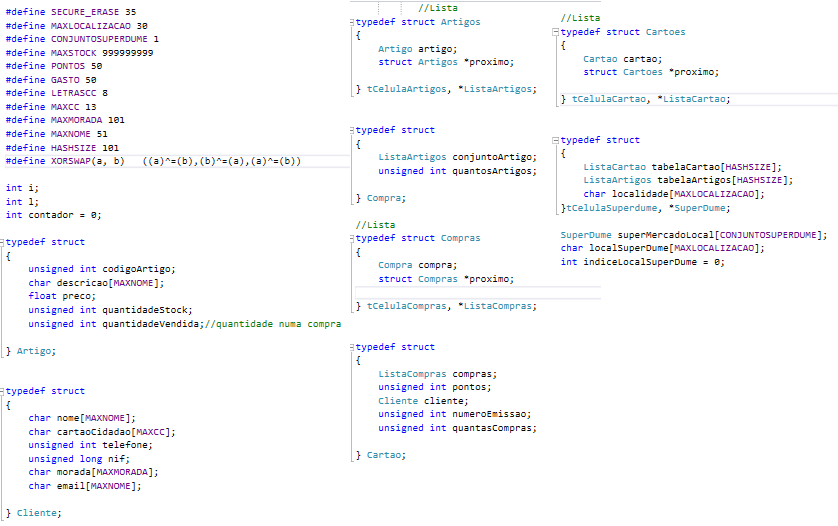 #define SECURE_ERASE 35
#define MAXLOCALIZACAO 30
#define CONJUNTOSUPERDUME 1
#define MAXSTOCK 999999999
#define PONTOS 50
#define GASTO 50
#define LETRASCC 8
#define MAXCC 13
#define MAXMORADA 101
#define MAXNOME 51
#define HASHSIZE 101
#define XORSWAP(a, b)   ((a)^=(b),(b)^=(a),(a)^=(b))
int i;
int l;
int contador = 0;
typedef struct
{
unsigned int codigoArtigo;
char descricao[MAXNOME];
float preco;
unsigned int quantidadeStock;
unsigned int quantidadeVendida;//quantidade numa compra
} Artigo;
typedef struct
{
char nome[MAXNOME];
char cartaoCidadao[MAXCC];
unsigned int telefone;
unsigned long nif;
char morada[MAXMORADA];
char email[MAXNOME];
} Cliente;
//Lista
typedef struct Artigos
{
Artigo artigo;
struct Artigos *proximo;
} tCelulaArtigos, *ListaArtigos;
typedef struct
{
ListaArtigos conjuntoArtigo;
unsigned int quantosArtigos;
} Compra;
//Lista
typedef struct Compras
{
Compra compra;
struct Compras *proximo;
} tCelulaCompras, *ListaCompras;
typedef struct
{
ListaCompras compras;
unsigned int pontos;
Cliente cliente;
unsigned int numeroEmissao;
unsigned int quantasCompras;
} Cartao;
//Lista
typedef struct Cartoes
{
Cartao cartao;
struct Cartoes *proximo;
} tCelulaCartao, *ListaCartao;
typedef struct
{
ListaCartao tabelaCartao[HASHSIZE];
ListaArtigos tabelaArtigos[HASHSIZE];
char localidade[MAXLOCALIZACAO];
}tCelulaSuperdume, *SuperDume;
SuperDume superMercadoLocal[CONJUNTOSUPERDUME];
char localSuperDume[MAXLOCALIZACAO];
int indiceLocalSuperDume = 0;